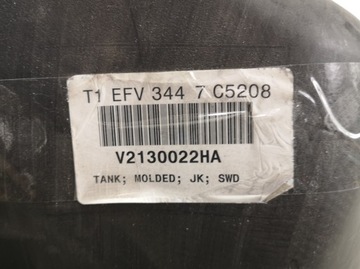 T1 EFV 344 7 C5208
V2130022HA
TANK; MOLDED; JK; SWD